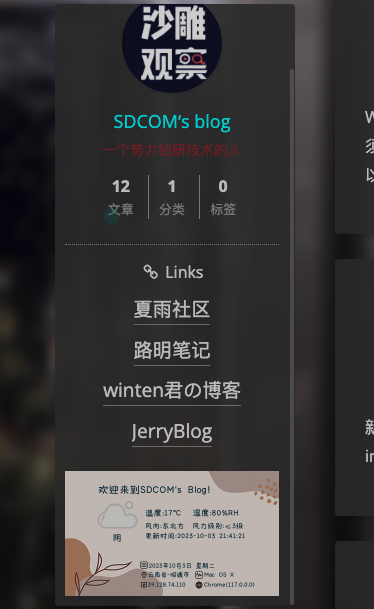 沙雕
观察
SDCOM's blog
一个努力钻研技术的人
12 1 0
文章 分类 标签
Links
夏雨社区
路明笔记
winten君の博客
JerryBlog
欢迎来到SDCOM's Blog!
温度:17℃ 湿度:80%RH
风向:东北方 风力级别:≤3级
更新时间:2023-10-03 21:41:21
阴
2023年10月3日 星期二
云南省-昭通市 Mac OS X
39.128.74.110 Chrome(117.0.0.0)
W
须
以
新
in